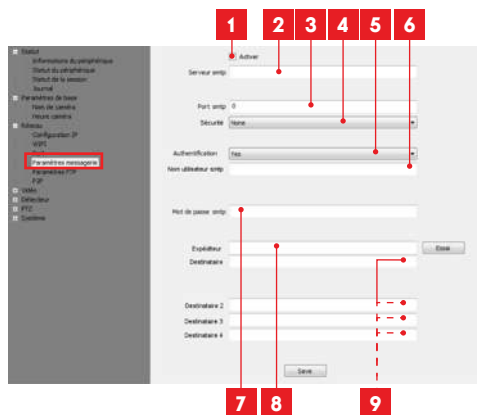 1 2 3 4 5 6
Statut
Informations du périphérique
Statut du périphérique
Statut de la session
Journal
Paramètres de base
Nom de caméra
Heure caméra
Réseau
Configuration IP
WIFI
Paramètres messagerie
Paramètres FTP
P2P
Vidéo
Détecteur
PTZ
Système
Activer
Serveur smtp
Port smtp 0
Sécurité None
Authentification Yes
Nom utilisateur smtp
Mot de passe smtp
Expéditeur Essai
Destinataire
Destinataire 2
Destinataire 3
Destinataire 4
Save
7 8 9